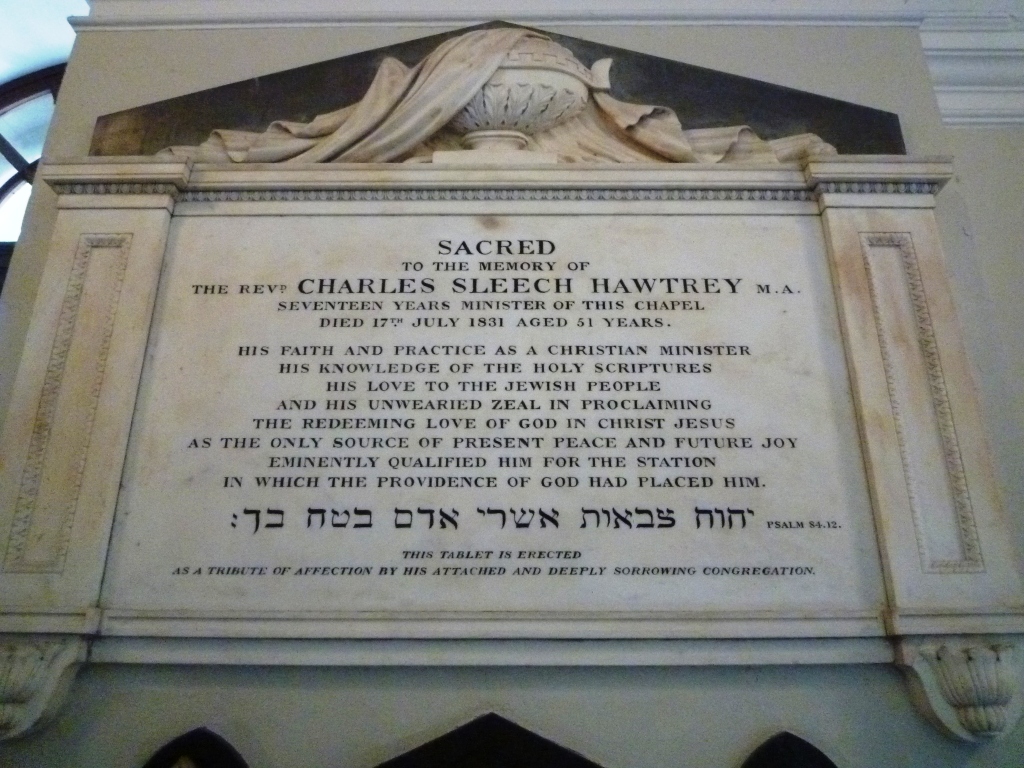 SACRED
TO THE MEMORY OF
THE REVD CHARLES SLEECH HAWTREY M.A.
SEVENTEEN YEARS MINISTER OF THIS CHAPEL
DIED 17TH JULY 1831 AGED 51 YEARS.
HIS FAITH AND PRACTICE AS A CHRISTIAN MINISTER
HIS KNOWLEDGE OF THE HOLY SCRIPTURES
HIS LOVE TO THE JEWISH PEOPLE
AND HIS UNWEARIED ZEAL IN PROCLAIMING
THE REDEEMING LOVE OF GOD IN CHRIST JESUS
AS THE ONLY SOURCE OF PRESENT PEACE AND FUTURE JOY
EMINENTLY QUALIFIED HIM FOR THE STATION
IN WHICH THE PROVIDENCE OF GOD HAD PLACED HIM.
יהוה צבאות אשרי אדם בטח בך: PSALM 84.12.
THIS TABLET IS ERECTED
AS A TRIBUTE OF AFFECTION BY HIS ATTACHED AND DEEPLY SORROWING CONGREGATION.